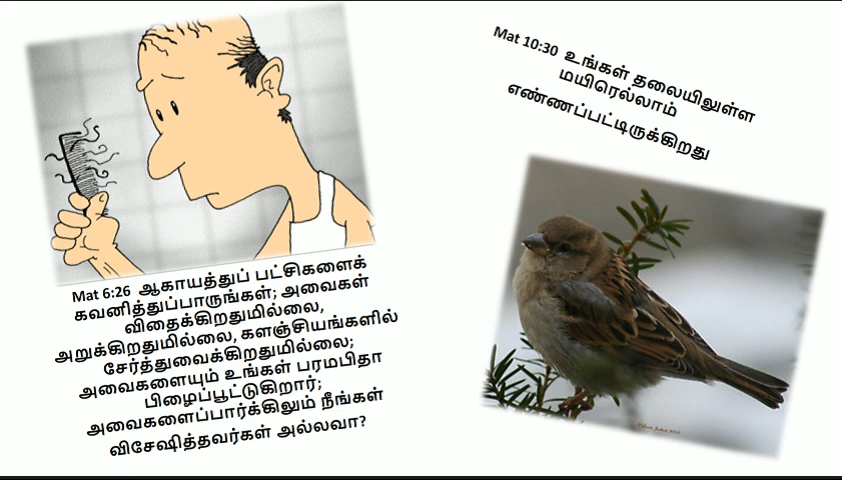 Mat 6:26 ஆகாயத்துப் பட்சிகளைக்
கவனித்துப்பாருங்கள்; அவைகள்
விதைக்கிறதுமில்லை,
அறுக்கிறதுமில்லை, களஞ்சியங்களில்
சேர்த்துவைக்கிறதுமில்லை;
அவைகளையும் உங்கள் பரமபிதா
பிழைப்பூட்டுகிறார்;
அவைகளைப்பார்க்கிலும் நீங்கள்
விசேஷித்தவர்கள் அல்லவா?
Mat 10:30 உங்கள் தலையிலுள்ள
மயிரெல்லாம்
எண்ணப்பட்டிருக்கிறது